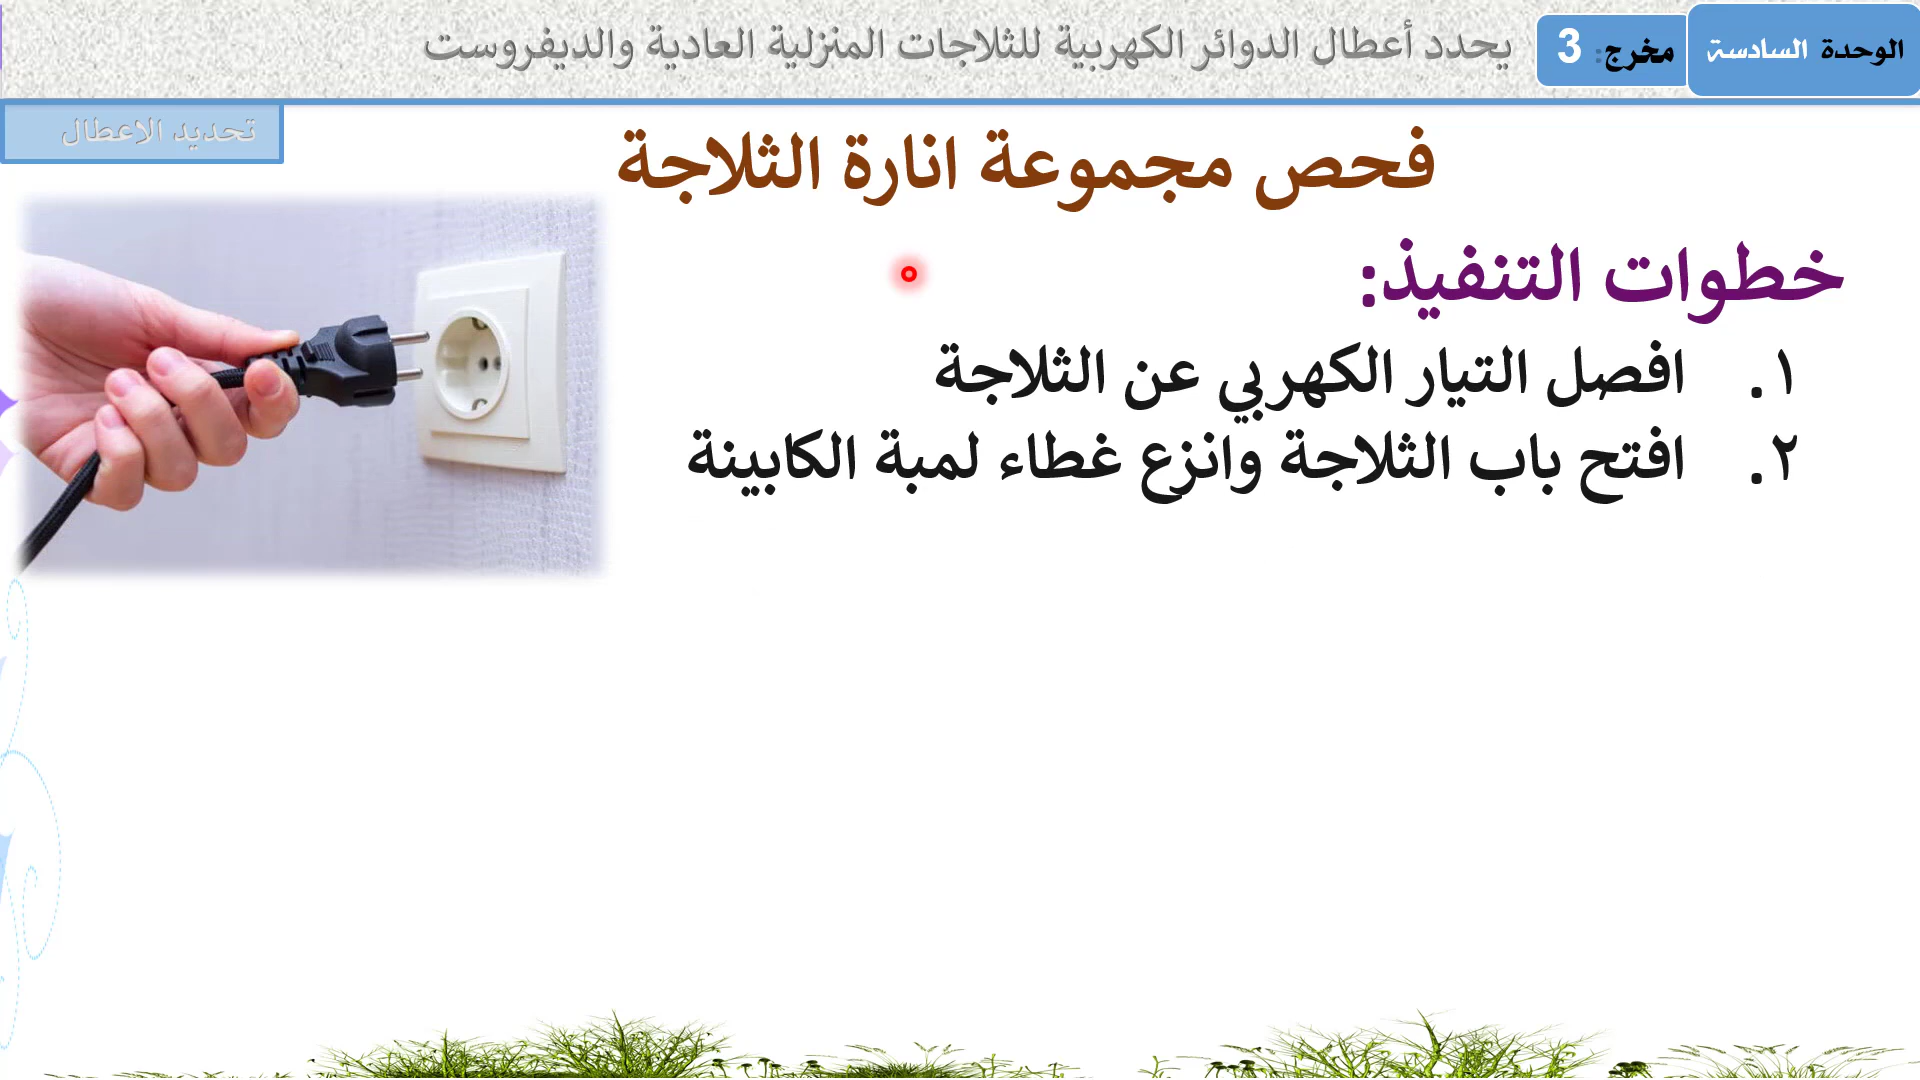 الوحدة السادسة
مخرج: 3
يحدد أعطال الدوائر الكهربية للثلاجات المنزلية العادية والديفروست
تحديد الاعطال
فحص مجموعة انارة الثلاجة
خطوات التنفيذ:
١. افصل التيار الكهربي عن الثلاجة
٢. افتح باب الثلاجة وانزع غطاء لمبة الكابينة